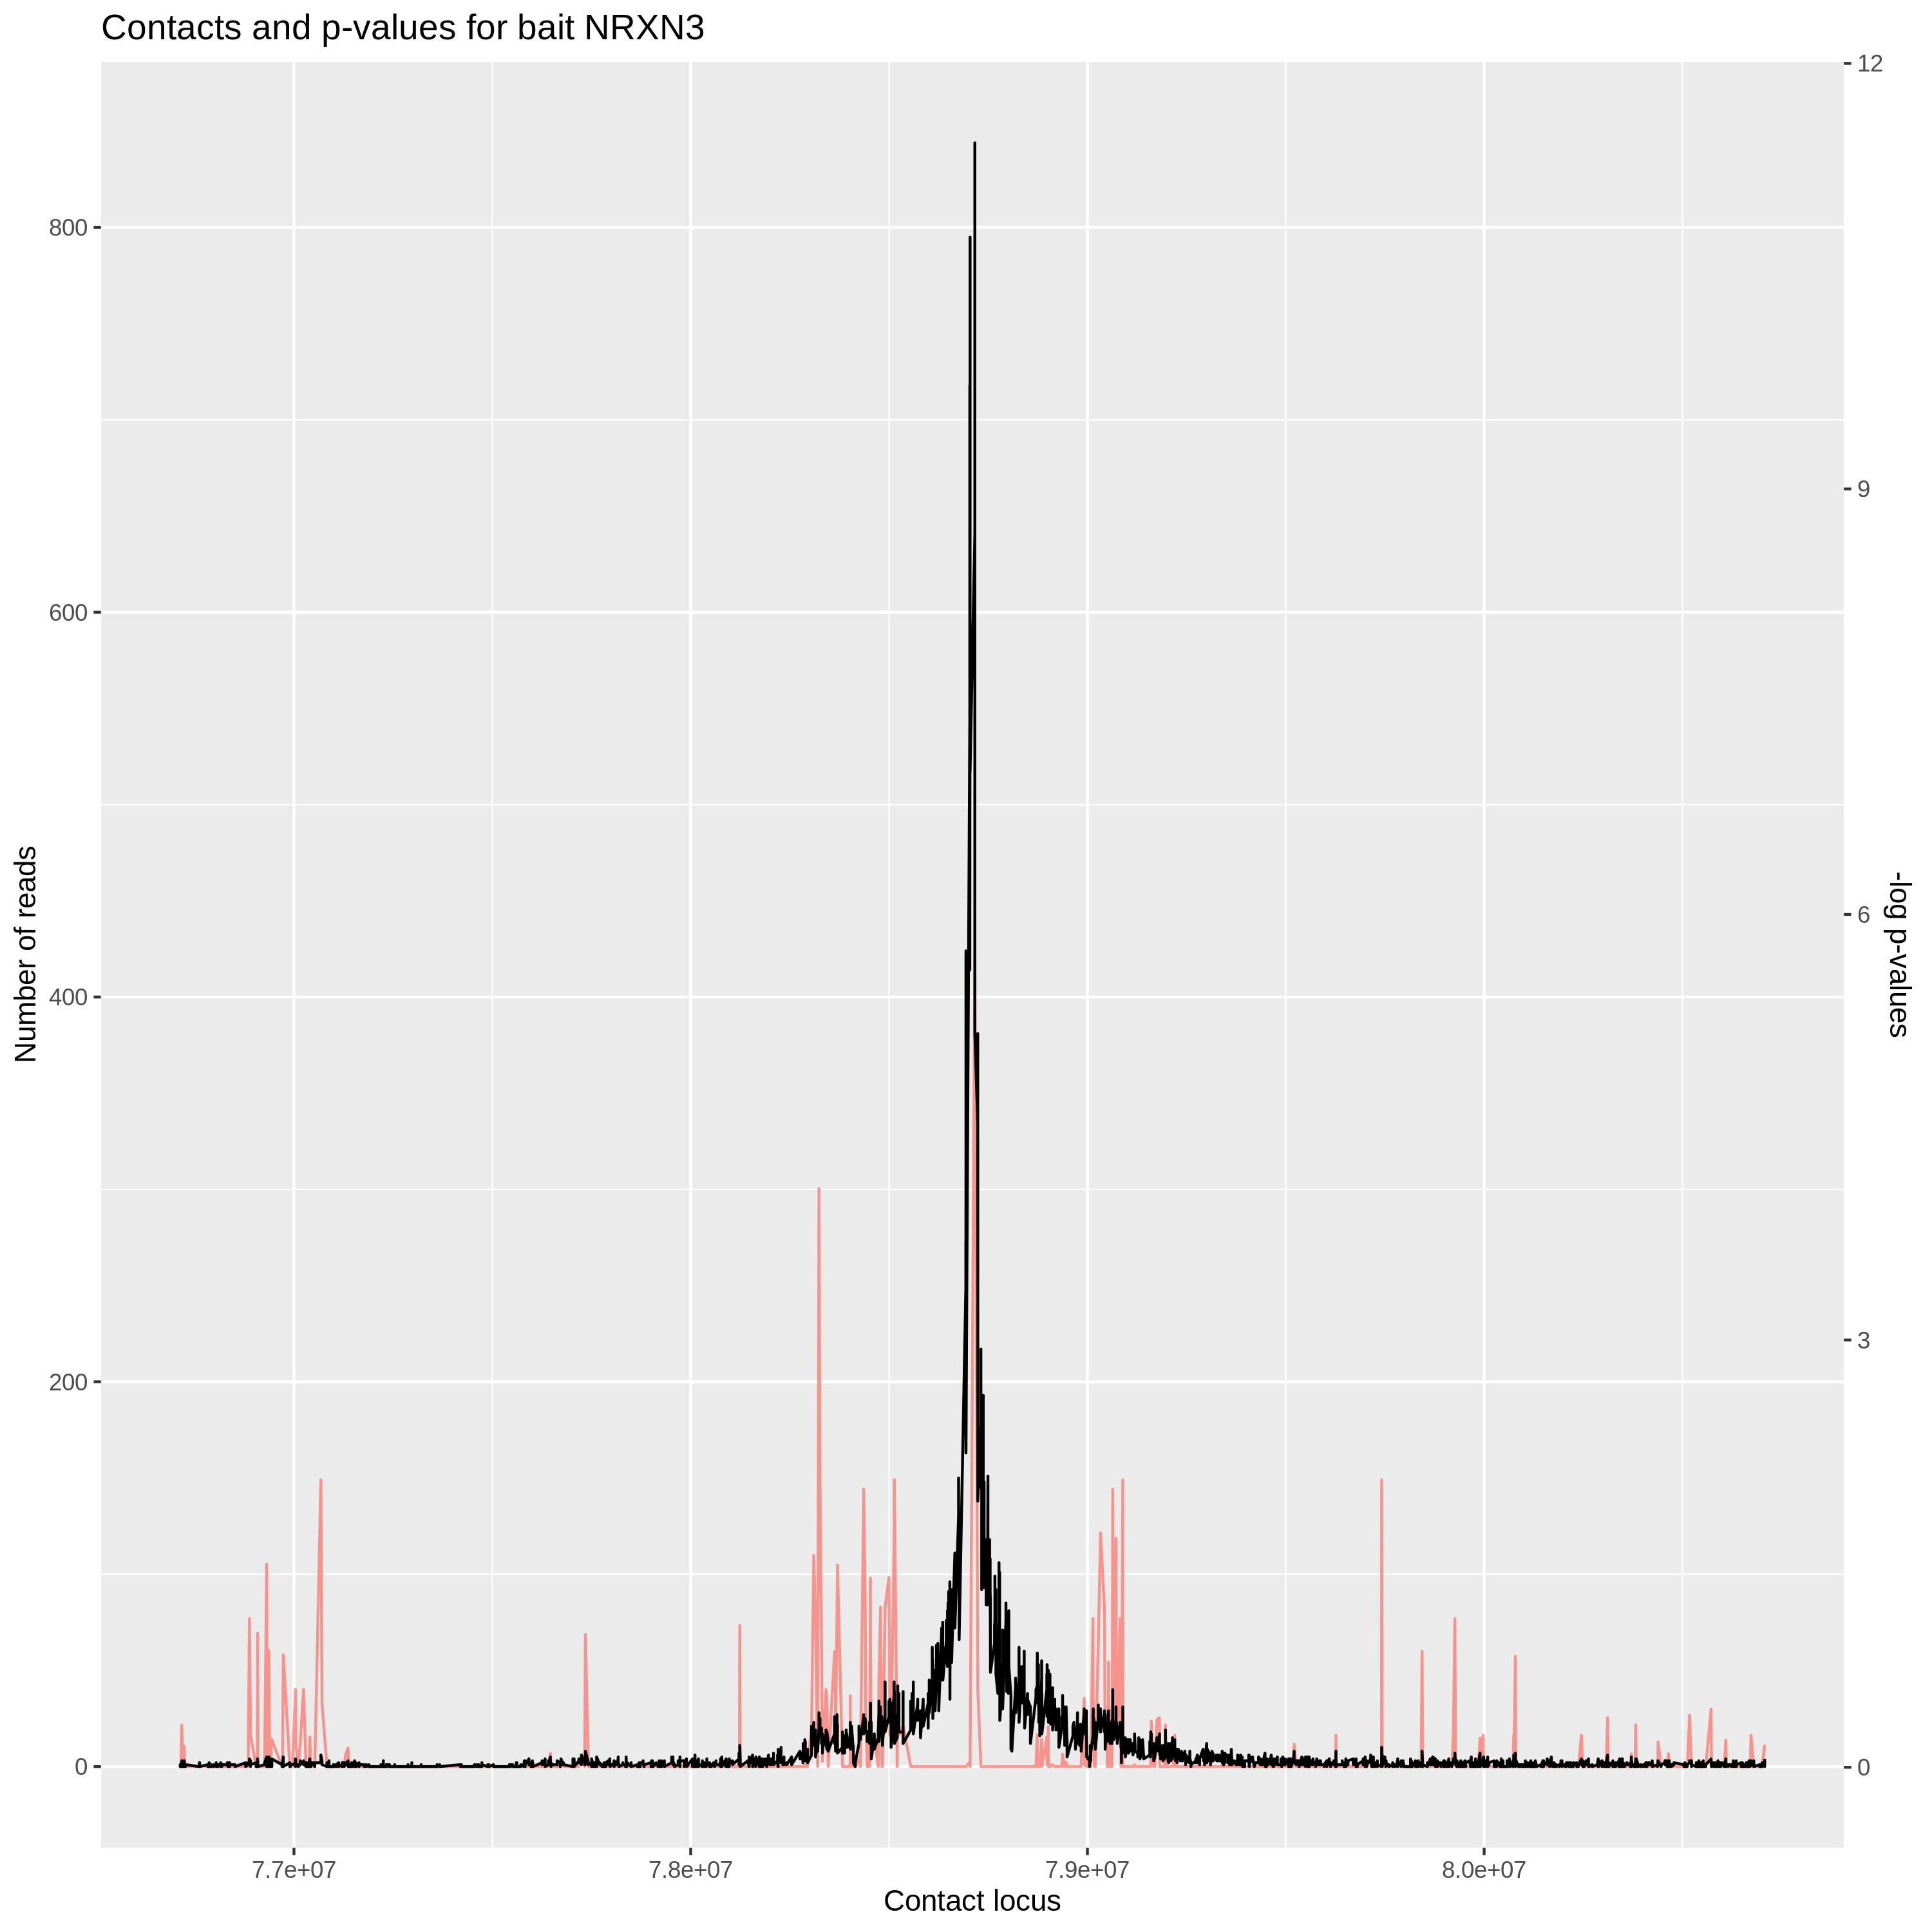 Contacts and p-values for bait NRXN3
12
800
9
600
Number of reads
-log p-values
6
400
3
200
0
0
7.7e+07
7.8e+07
7.9e+07
8.0e+07
Contact locus